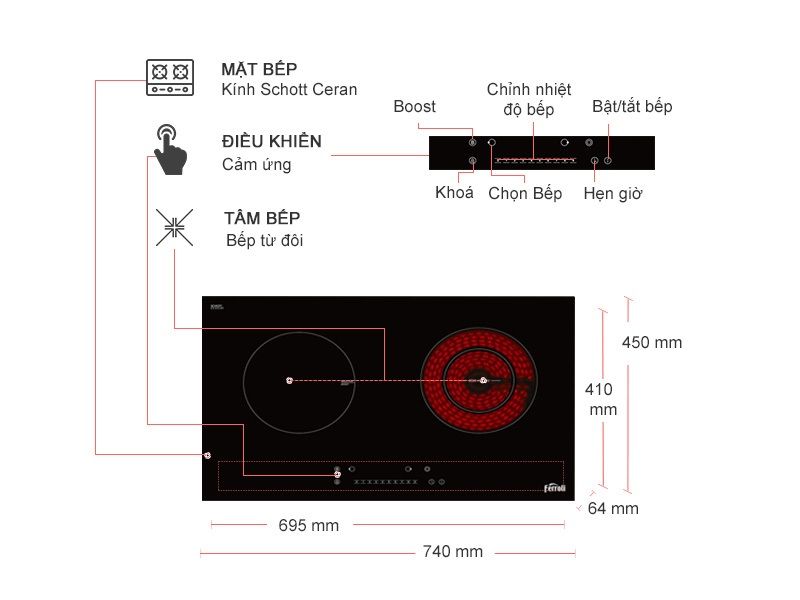 MẶT BẾP
Kính Schott Ceran
ĐIỀU KHIỂN
Cảm ứng
TÂM BẾP
Bếp từ đôi
Boost
Chỉnh nhiệt
độ bếp
Bật/tắt bếp
Khoá
Chọn Bếp
Hẹn giờ
450 mm
410
mm
Ferroli
64 mm
695 mm
740 mm